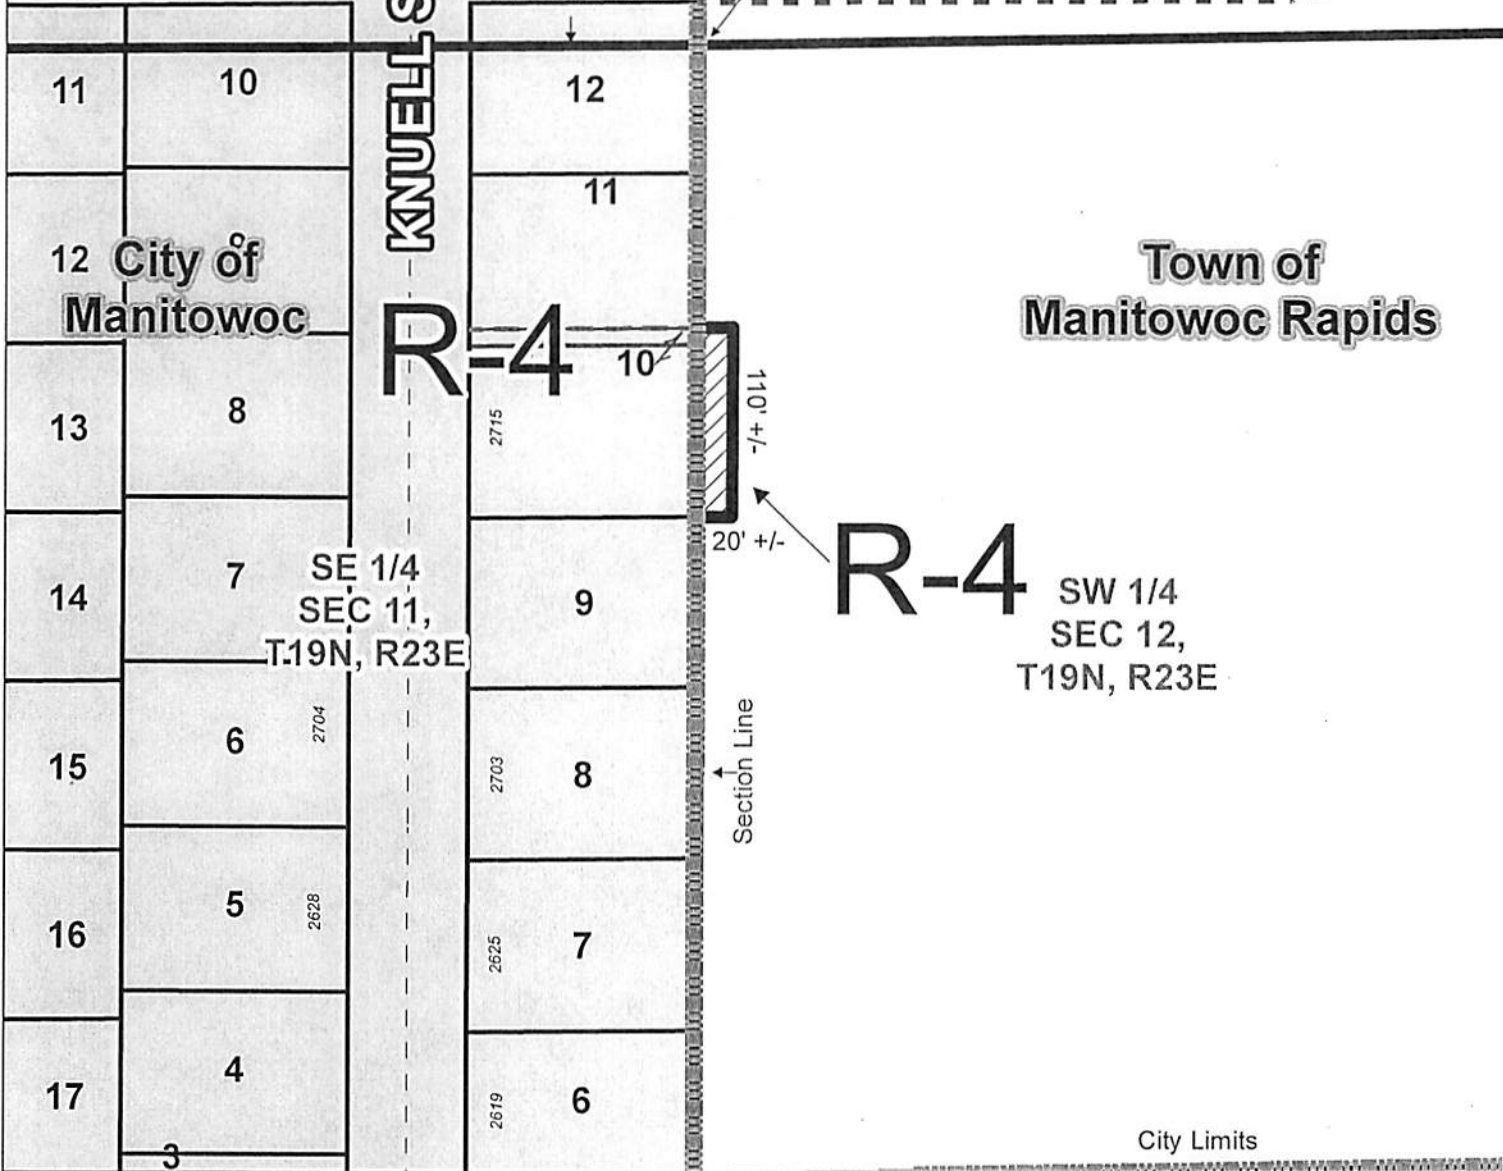 KNUELL S
11
10
12
11
12
City of
Manitowoc
Town of
Manitowoc Rapids
R-4
10
13
8
2715
110' +/-
20' +/-
R-4
14
7
SE 1/4
SEC 11,
T.19N, R23E
9
SW 1/4
SEC 12,
T19N, R23E
15
6
2704
2703
8
Section Line
16
5
2628
2625
7
17
4
2619
6
3
City Limits